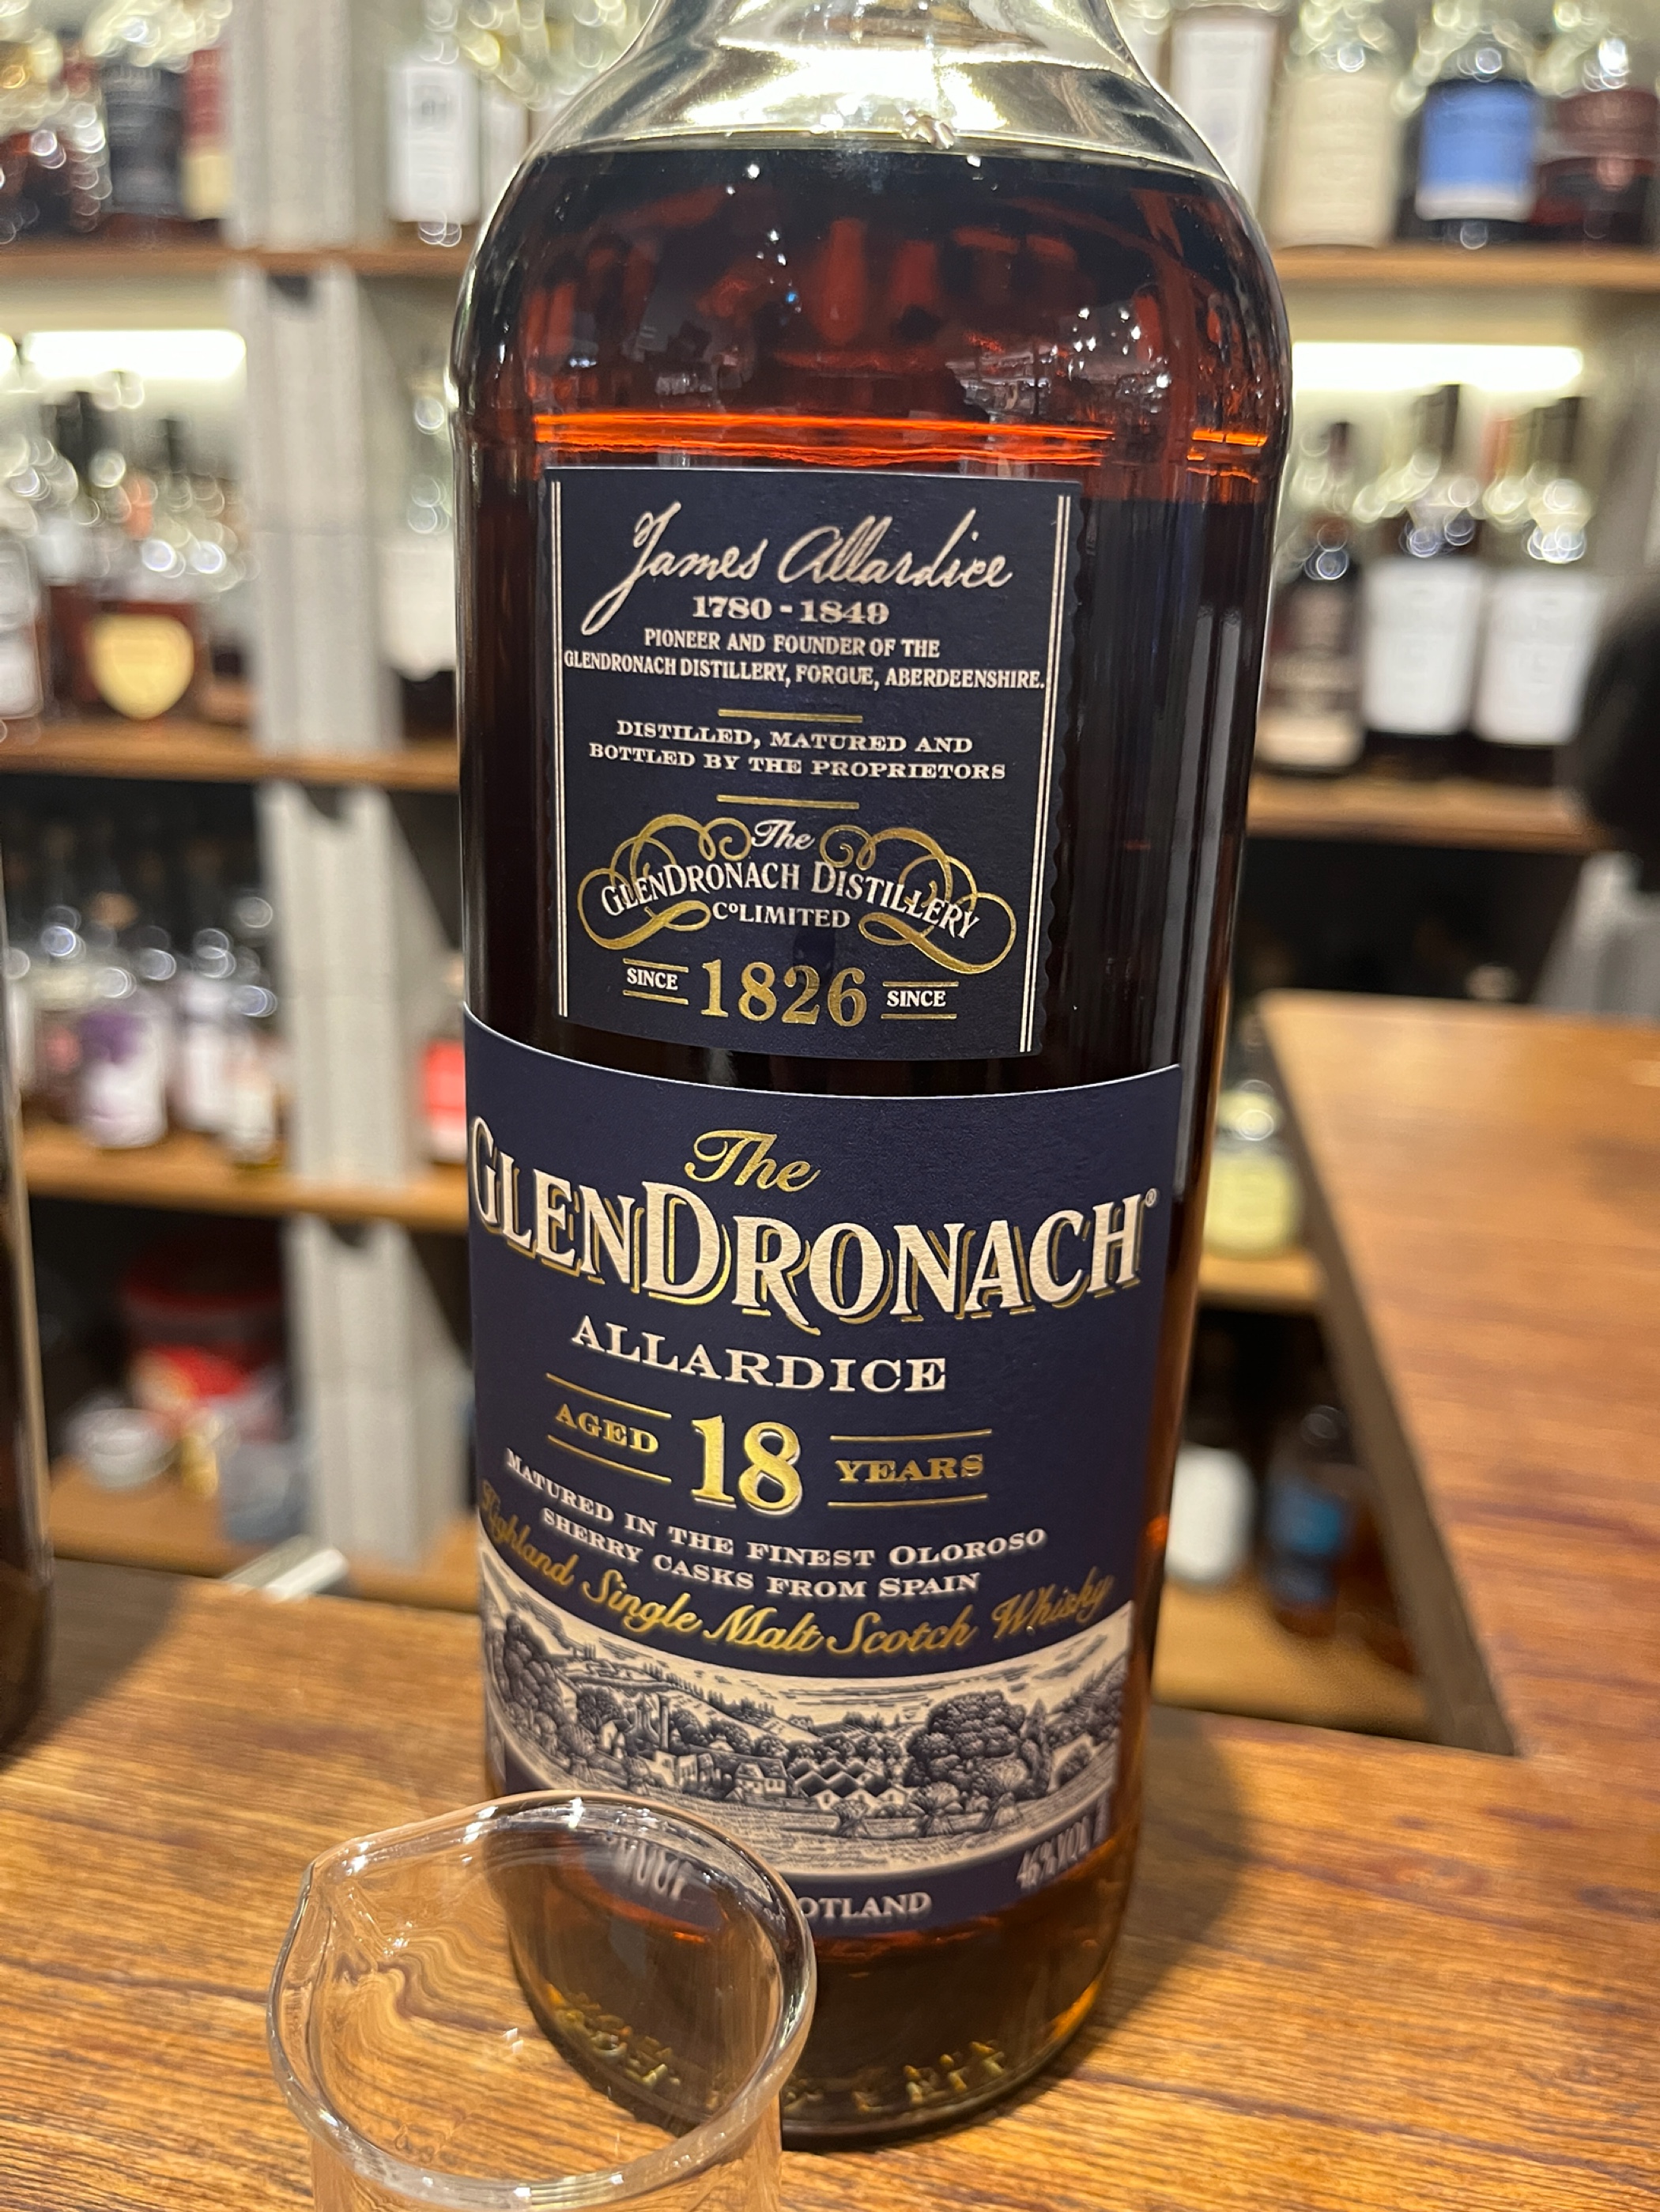 James Allardice
1780 - 1849
PIONEER AND FOUNDER OF THE
GLENDRONACH DISTILLERY, FORGUE, ABERDEENSHIRE.
DISTILLED, MATURED AND
BOTTLED BY THE PROPRIETORS
The
GLENDRONACH DISTILLERY
Cº LIMITED
SINCE 1826 SINCE
The
GLENDRONACH®
ALLARDICE
AGED 18 YEARS
MATURED IN THE FINEST OLOROSO
SHERRY CASKS FROM SPAIN
Highland Single Malt Scotch Whisky
46%